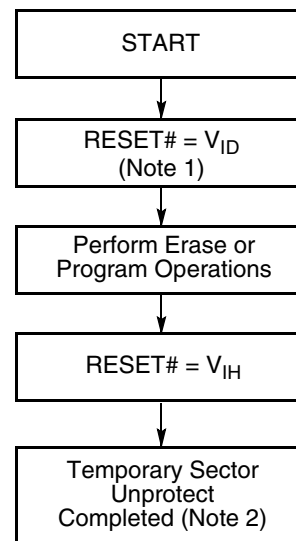 START
RESET# = VID
(Note 1)
Perform Erase or
Program Operations
RESET# = VIH
Temporary Sector
Unprotect
Completed (Note 2)